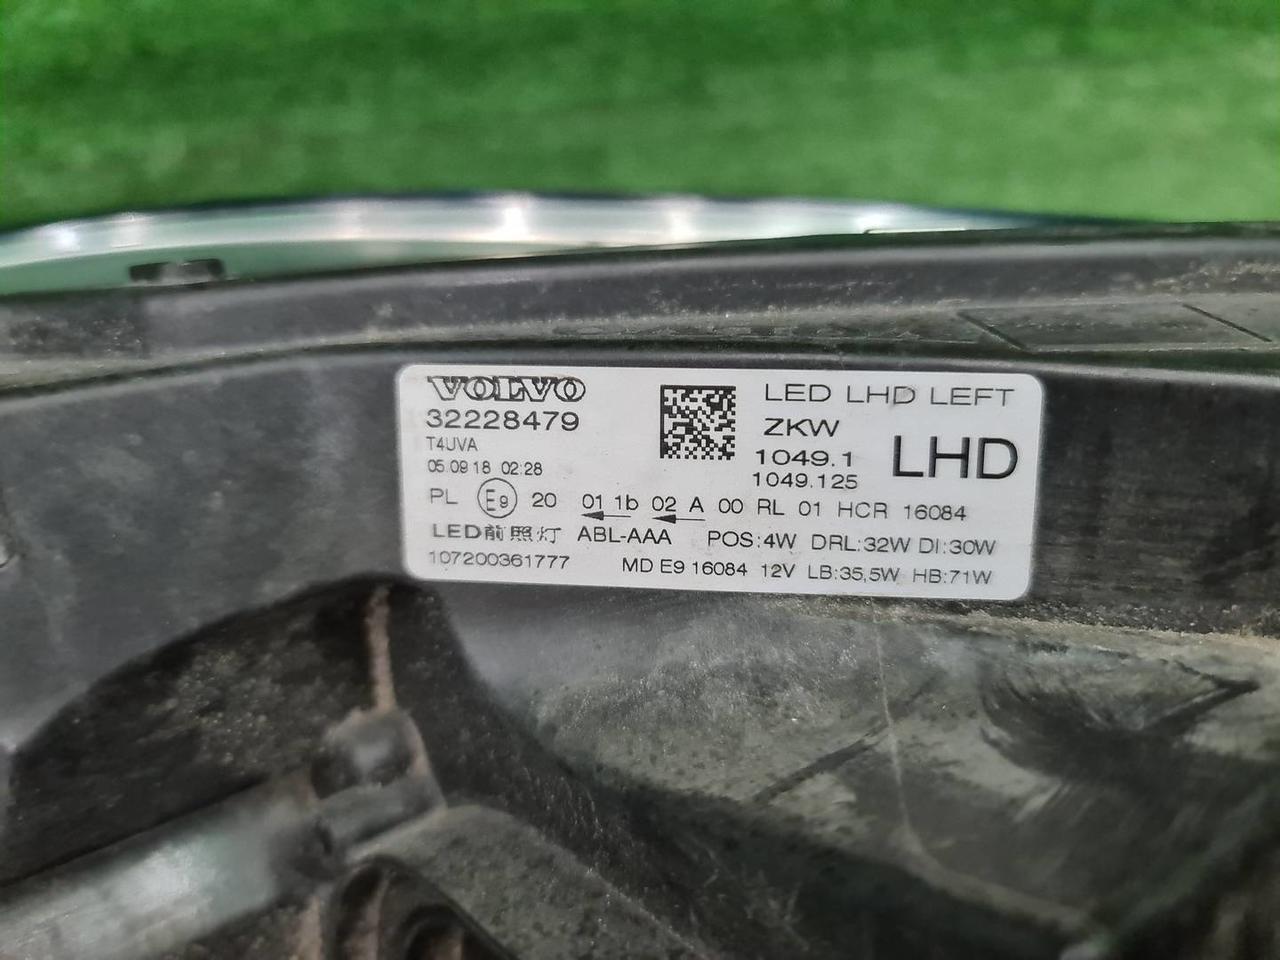 VOLVO
32228479
T4UVA
05.09.18 02:28
LED LHD LEFT
ZKW
1049.1
1049.125
LHD
PL E9 20 01 1b 02 A 00 RL 01 HCR 16084
LED前照灯 ABL-AAA POS:4W DRL:32W DI:30W
107200361777 MD E9 16084 12V LB:35,5W HB:71W